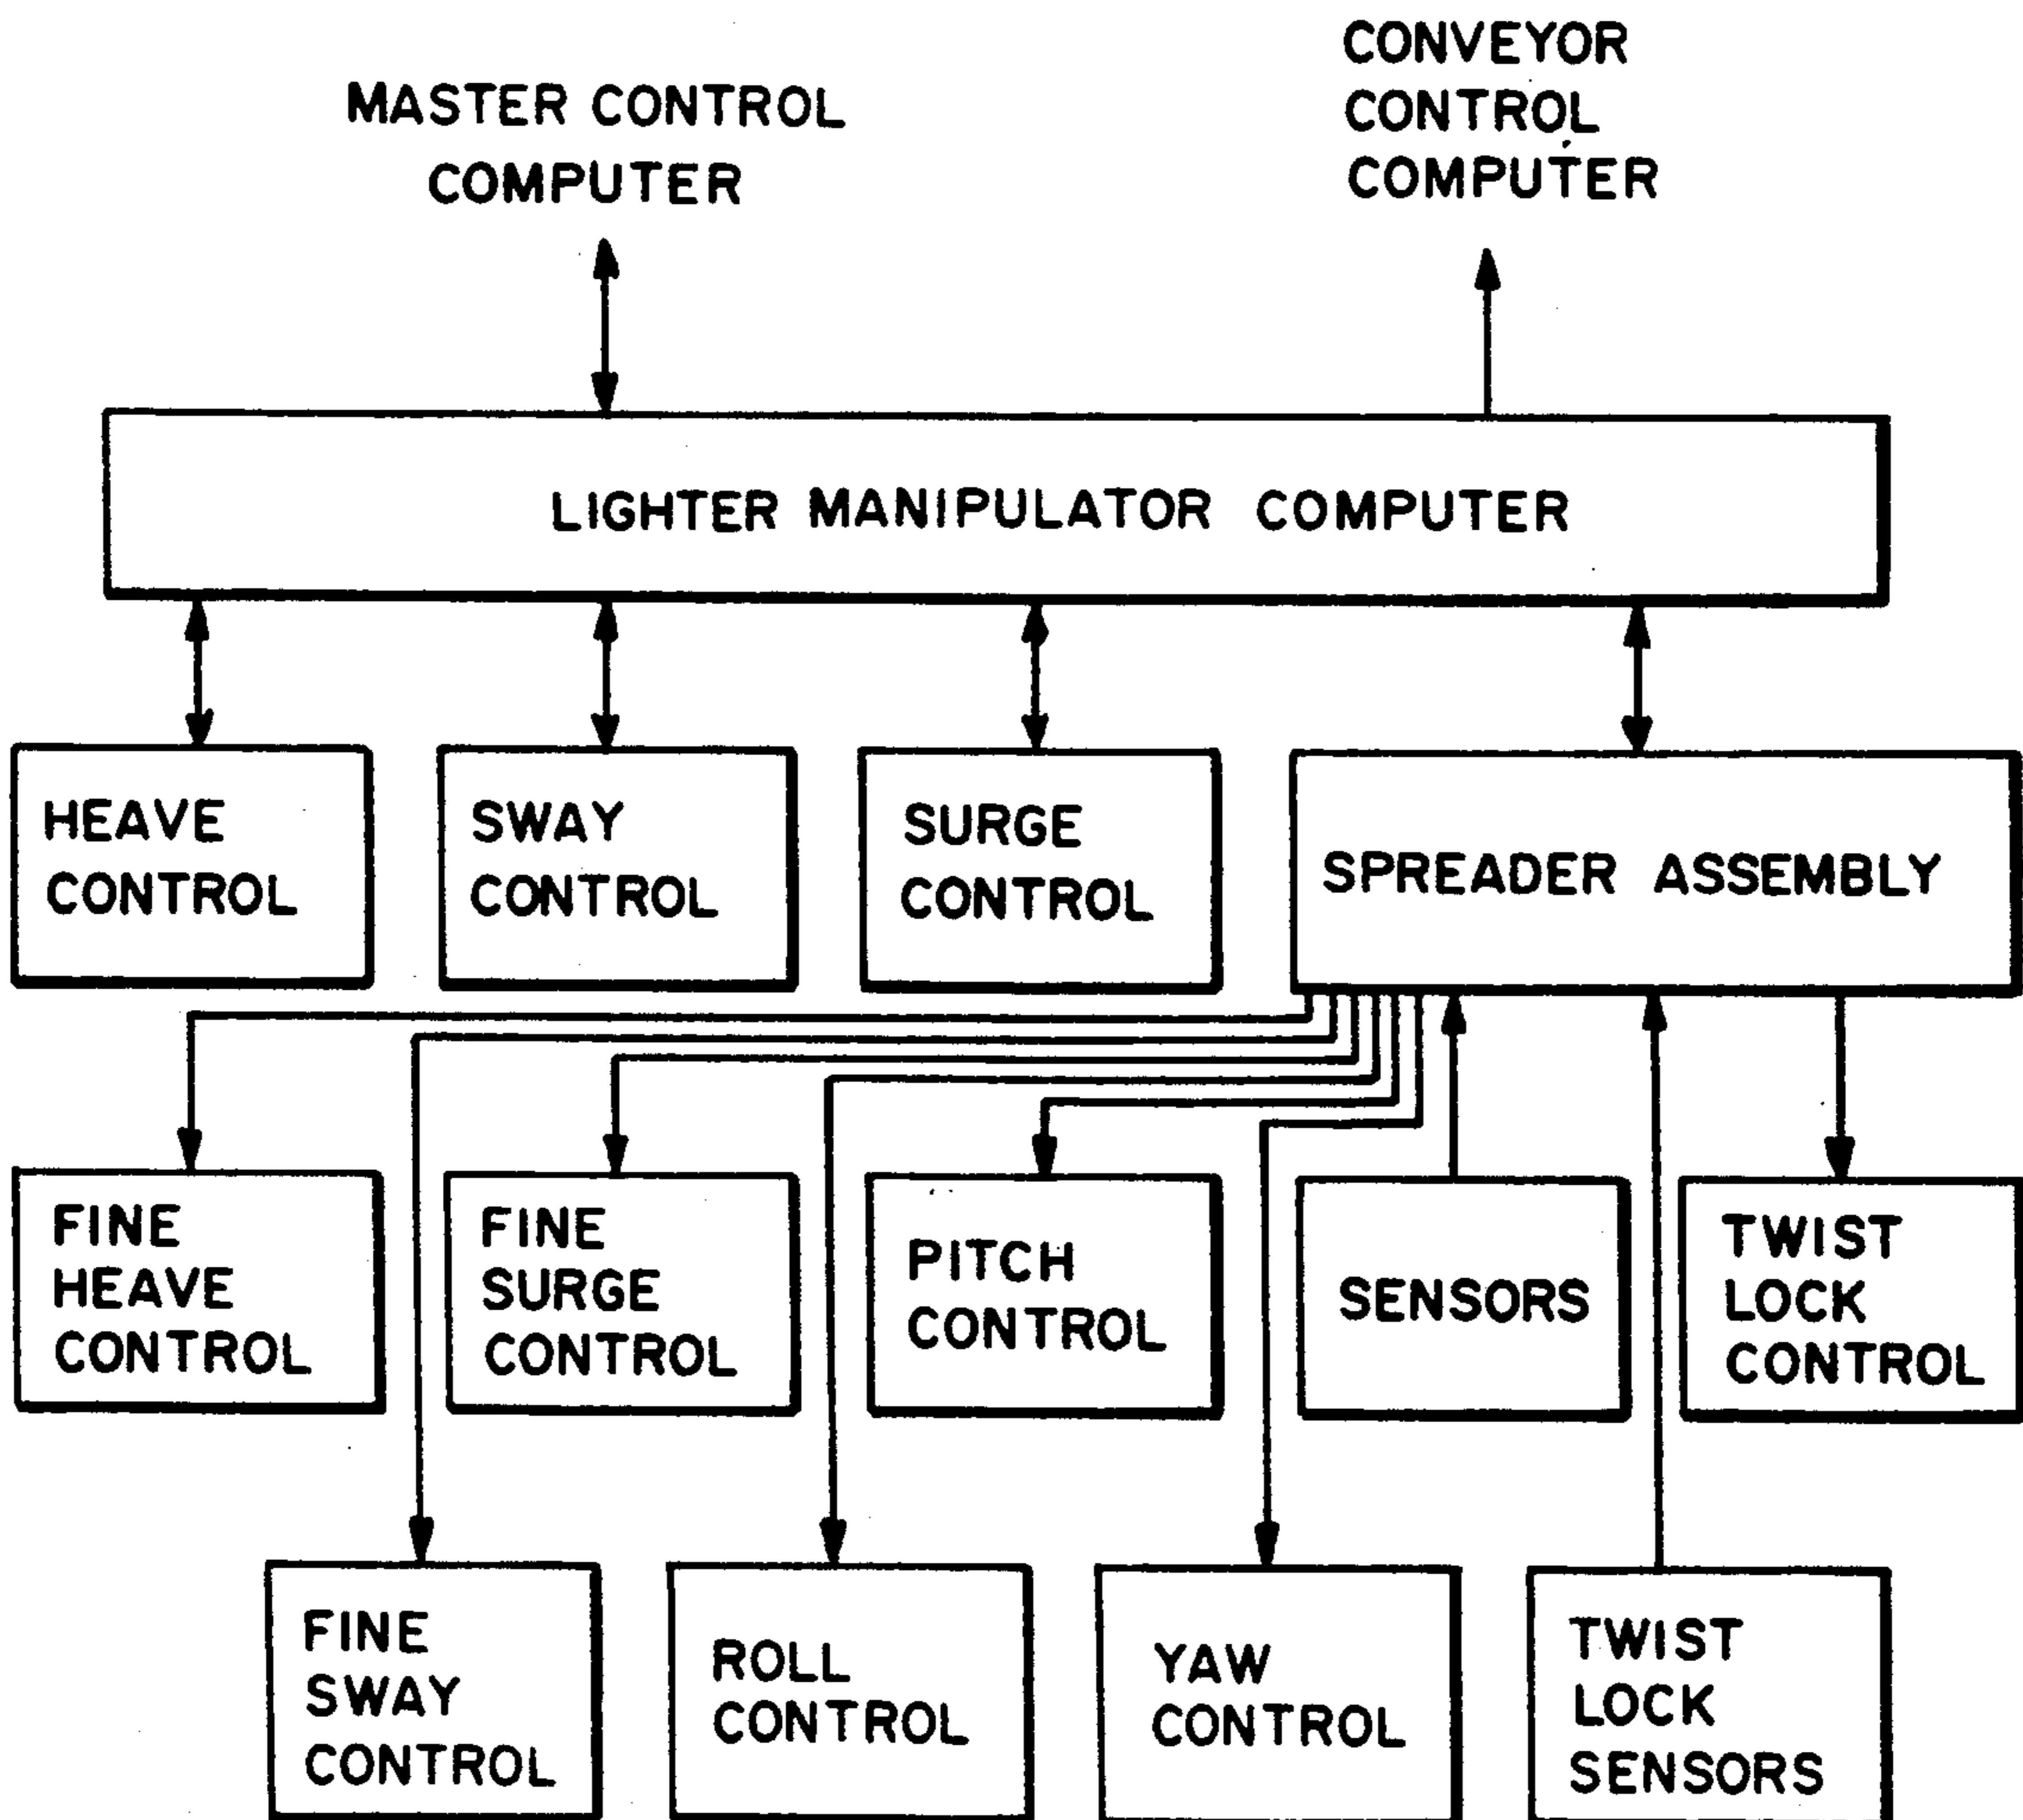 MASTER CONTROL
COMPUTER
CONVEYOR
CONTROL
COMPUTER
LIGHTER MANIPULATOR COMPUTER
HEAVE
CONTROL
SWAY
CONTROL
SURGE
CONTROL
SPREADER ASSEMBLY
FINE
HEAVE
CONTROL
FINE
SURGE
CONTROL
PITCH
CONTROL
SENSORS
TWIST
LOCK
CONTROL
FINE
SWAY
CONTROL
ROLL
CONTROL
YAW
CONTROL
TWIST
LOCK
SENSORS